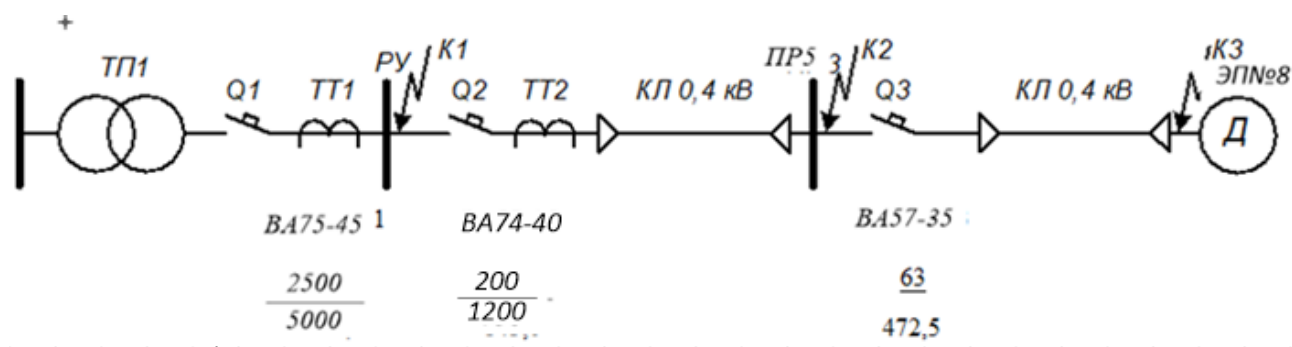 ТП1 Q1 ТТ1 РУ К1 Q2 ТТ2 КЛ 0,4 кВ ПР5 3 К2 Q3 КЛ 0,4 кВ К3
ЭП№8
Д
ВА75-45 1 ВА74-40 ВА57-35
2500 200 63
5000 1200 472,5